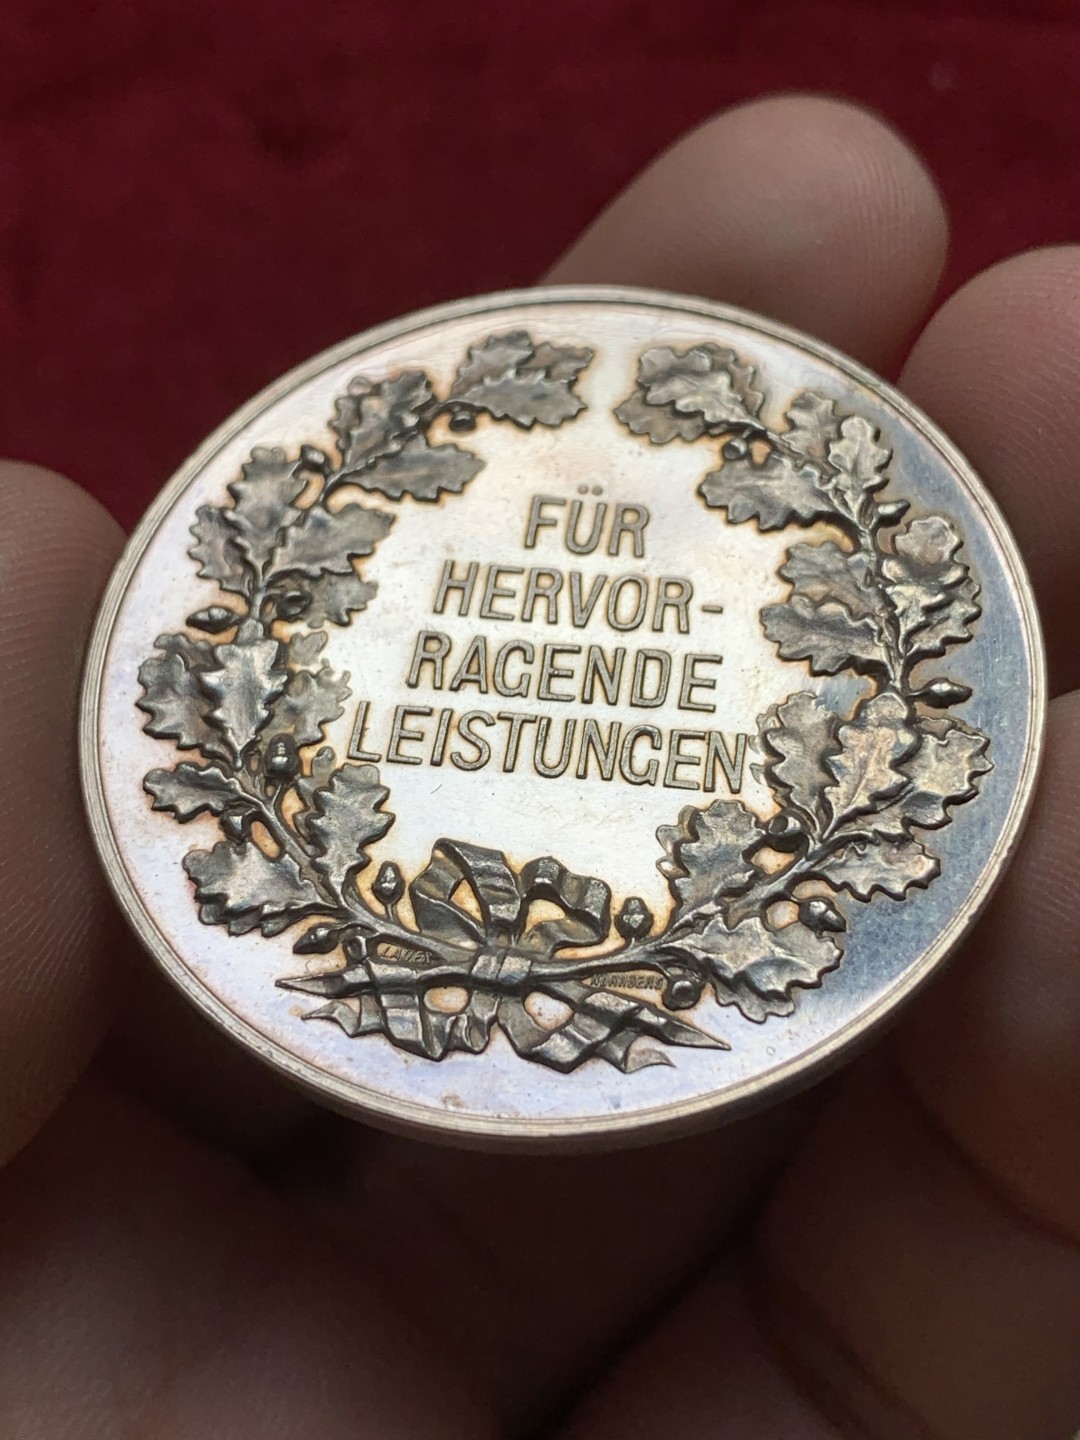 FÜR
HERVOR-
RAGENDE
LEISTUNGEN
LAUER
NÜRNBERG